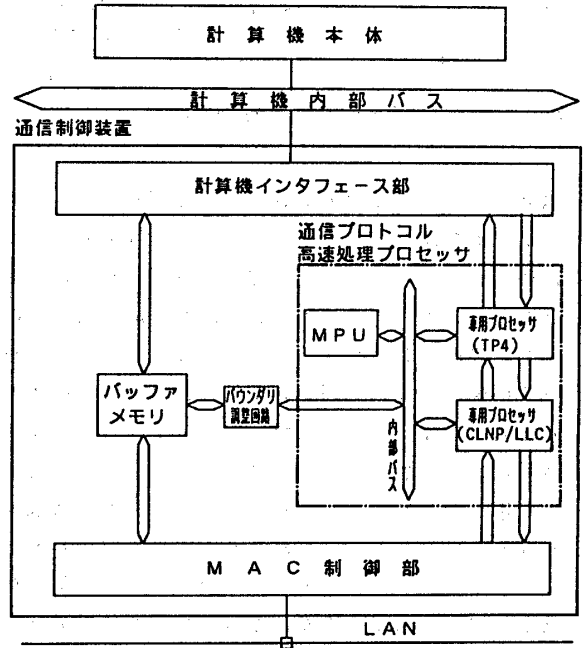 計算機本体
計算機内部バス
通信制御装置
計算機インタフェース部
通信プロトコル
高速処理プロセッサ
MPU
専用プロセッサ
(TP4)
バッファ
メモリ
バウンダリ
調整回路
専用プロセッサ
(CLNP/LLC)
内部バス
MAC制御部
LAN